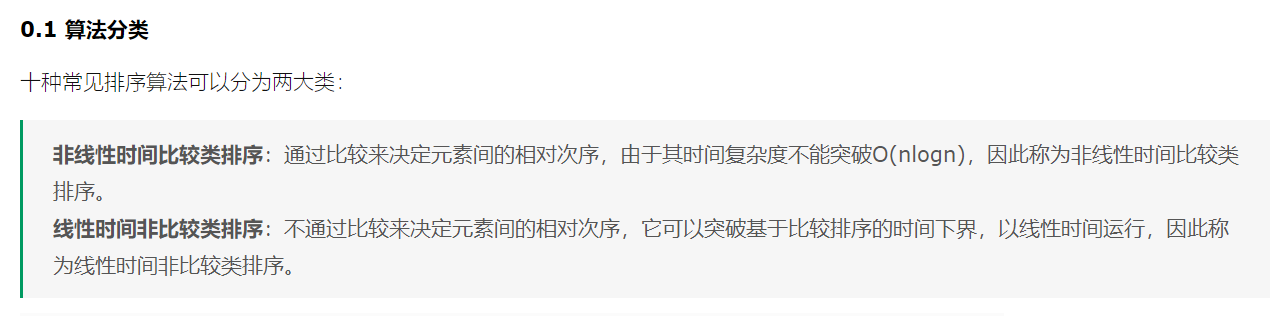 0.1 算法分类
十种常见排序算法可以分为两大类：
非线性时间比较类排序：通过比较来决定元素间的相对次序，由于其时间复杂度不能突破O(nlogn)，因此称为非线性时间比较类
排序。
线性时间非比较类排序：不通过比较来决定元素间的相对次序，它可以突破基于比较排序的时间下界，以线性时间运行，因此称
为线性时间非比较类排序。